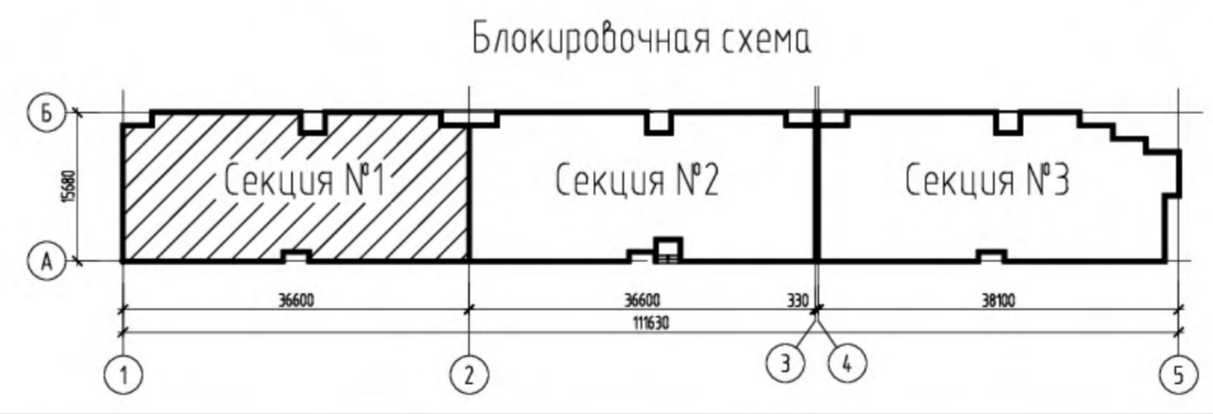 Блокировочная схема
Б
15680
А
Секция №1
Секция №2
Секция №3
36600
36600
330
38100
111630
1
2
3
4
5